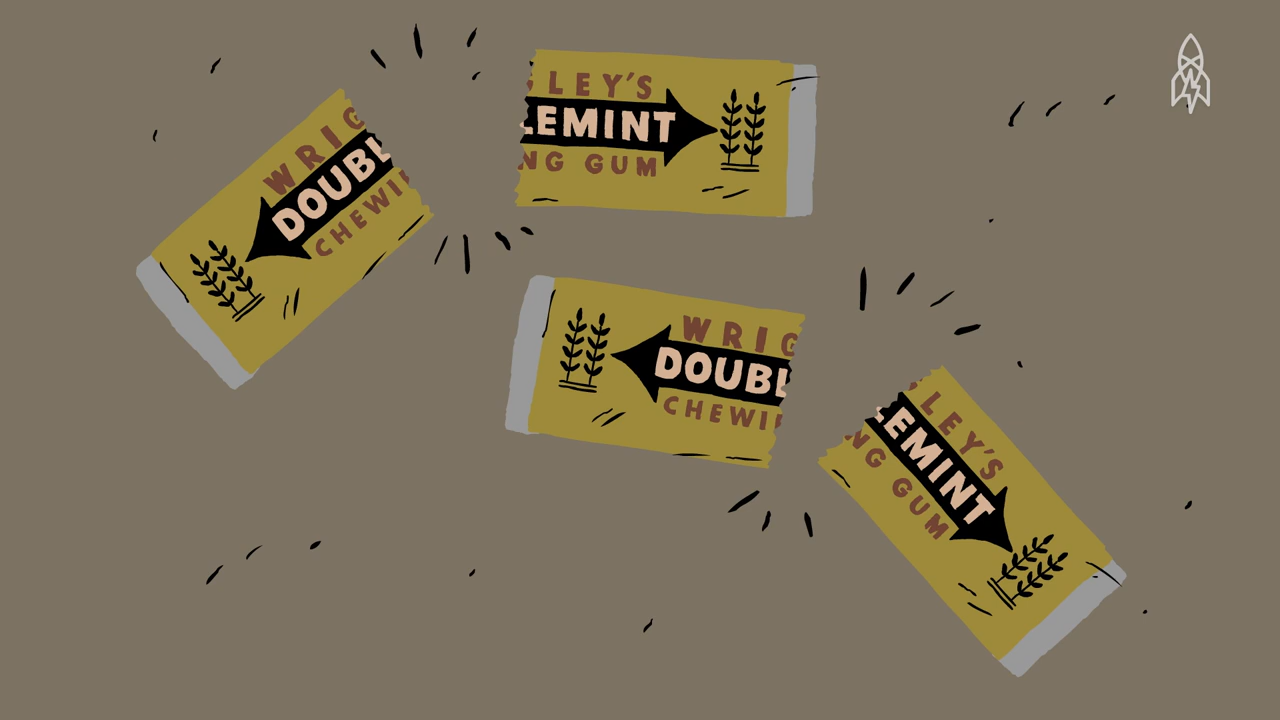 WRIG
DOUBL
CHEWI
GLEY'S
LEMINT
NG GUM
WRIG
DOUBL
CHEWI
GLEY'S
LEMINT
NG GUM